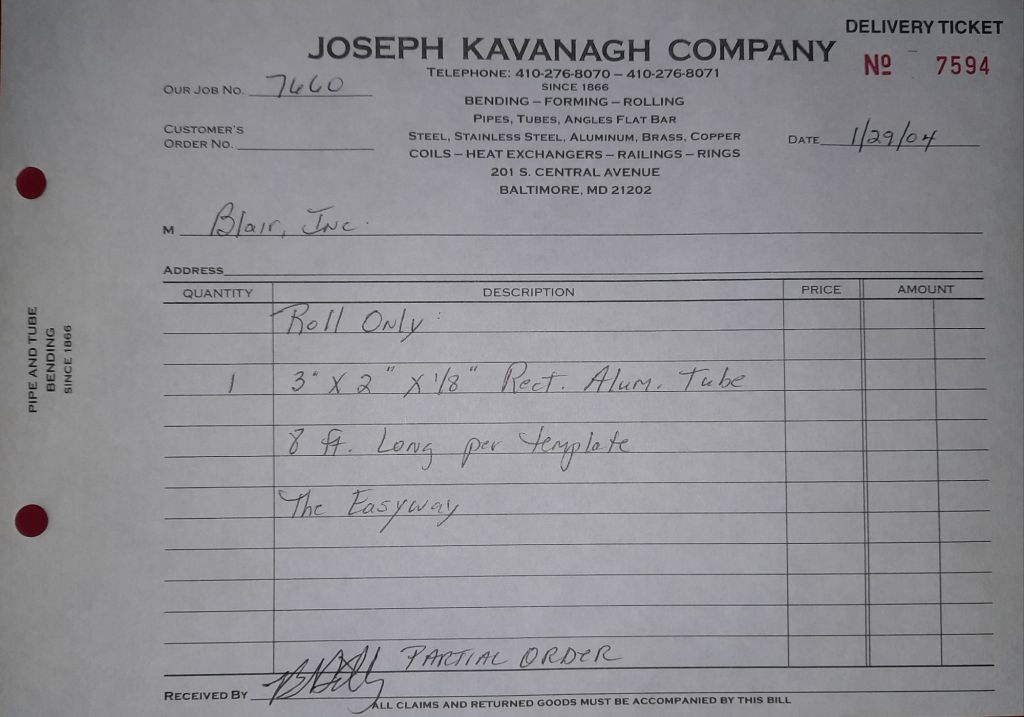 DELIVERY TICKET
JOSEPH KAVANAGH COMPANY
Nº 7594
TELEPHONE: 410-276-8070 – 410-276-8071
SINCE 1866
OUR JOB NO. 7660
BENDING – FORMING – ROLLING
PIPES, TUBES, ANGLES FLAT BAR
CUSTOMER'S
ORDER NO.
STEEL, STAINLESS STEEL, ALUMINUM, BRASS, COPPER
DATE 1/29/04
COILS – HEAT EXCHANGERS – RAILINGS – RINGS
201 S. CENTRAL AVENUE
BALTIMORE, MD 21202
M Blair, Inc.
ADDRESS
QUANTITY DESCRIPTION PRICE AMOUNT
Roll Only:
1 3" X 2" X 1/8" Rect. Alum. Tube
8 ft. Long per template
The Easyway
PARTIAL ORDER
RECEIVED BY
ALL CLAIMS AND RETURNED GOODS MUST BE ACCOMPANIED BY THIS BILL
PIPE AND TUBE
BENDING
SINCE 1866